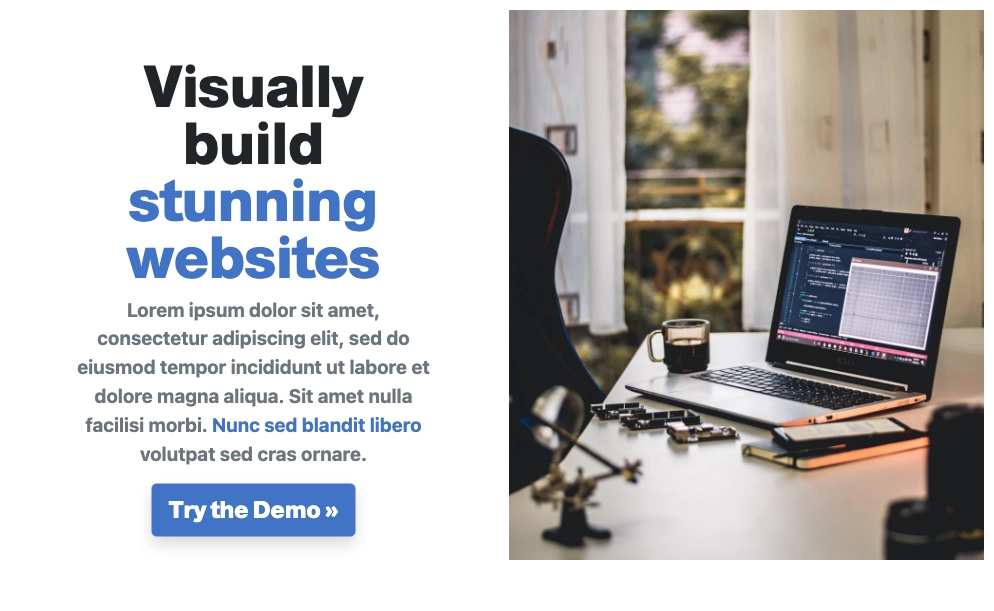 Visually
build
stunning
websites
Lorem ipsum dolor sit amet,
consectetur adipiscing elit, sed do
eiusmod tempor incididunt ut labore et
dolore magna aliqua. Sit amet nulla
facilisi morbi. Nunc sed blandit libero
volutpat sed cras ornare.
Try the Demo »